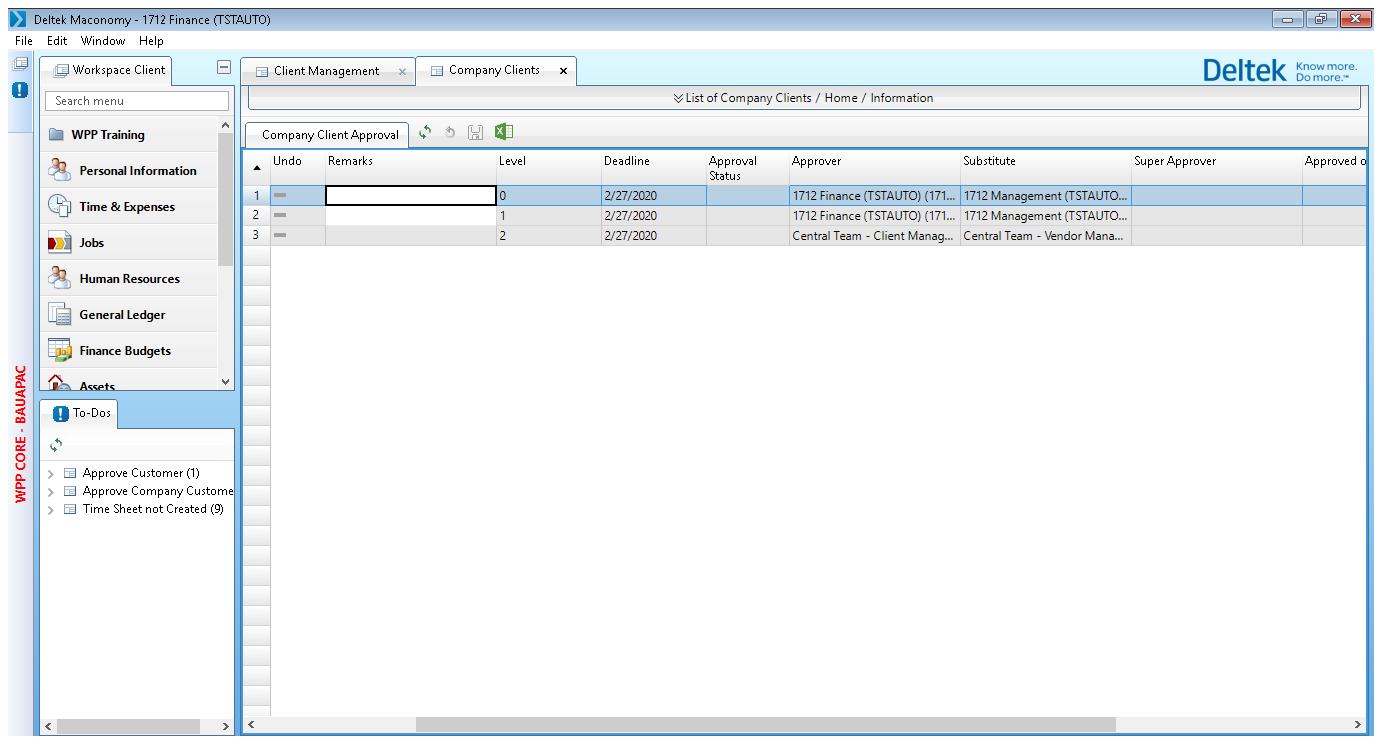 Deltek Maconomy - 1712 Finance (TSTAUTO)
File Edit Window Help
Workspace Client
Client Management
Company Clients
Deltek Know more. Do more.™
Search menu
List of Company Clients / Home / Information
WPP Training
Personal Information
Time & Expenses
Jobs
Human Resources
General Ledger
Finance Budgets
Assets
WPP CORE - BAUAPAC
To-Dos
Approve Customer (1)
Approve Company Custome
Time Sheet not Created (9)
Company Client Approval
Undo Remarks Level Deadline Approval Status Approver Substitute Super Approver Approved o
1 0 2/27/2020 1712 Finance (TSTAUTO) (171... 1712 Management (TSTAUTO...
2 1 2/27/2020 1712 Finance (TSTAUTO) (171... 1712 Management (TSTAUTO...
3 2 2/27/2020 Central Team - Client Manag... Central Team - Vendor Mana...